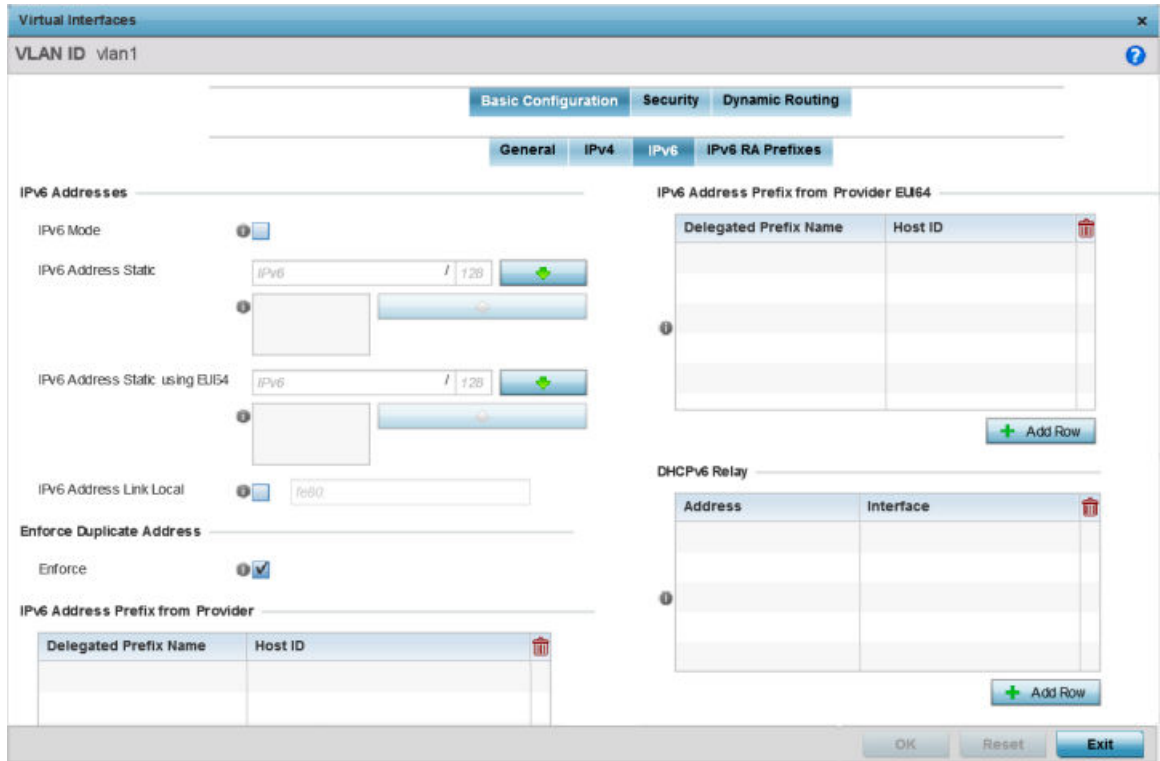 Virtual Interfaces
VLAN ID vlan1
Basic Configuration Security Dynamic Routing
General IPv4 IPv6 IPv6 RA Prefixes
IPv6 Addresses
IPv6 Mode
IPv6 Address Static
IPv6 / 128
IPv6 Address Static using EUI64
IPv6 / 128
IPv6 Address Link Local
fe80:
Enforce Duplicate Address
Enforce
IPv6 Address Prefix from Provider
Delegated Prefix Name Host ID
IPv6 Address Prefix from Provider EUI64
Delegated Prefix Name Host ID
Add Row
DHCPv6 Relay
Address Interface
Add Row
OK Reset Exit